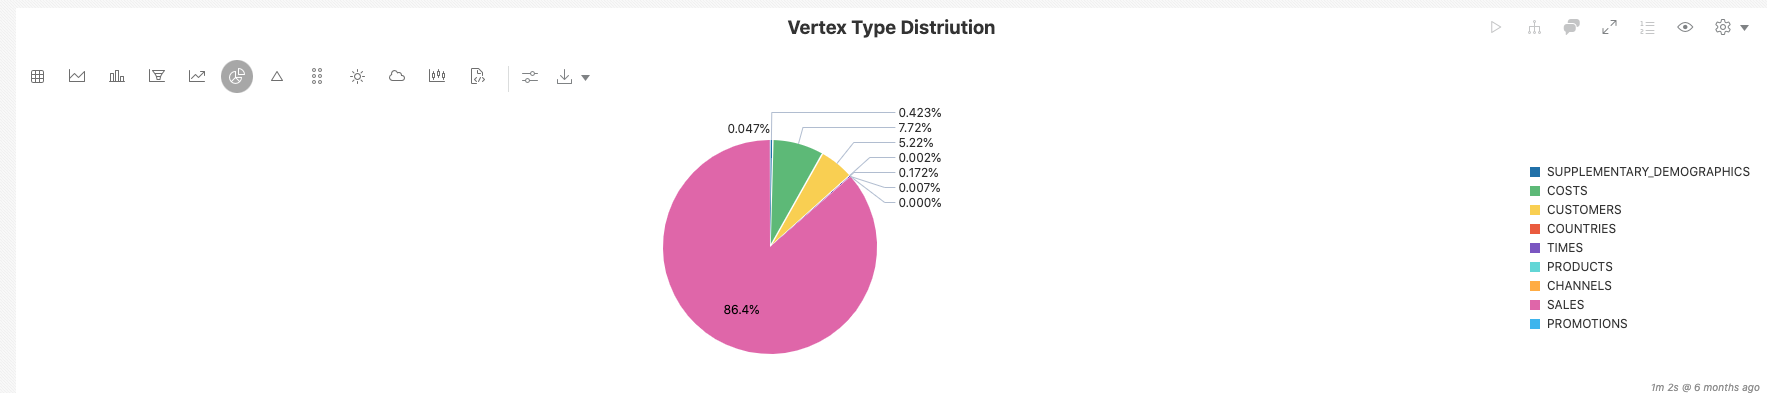 Vertex Type Distriution
0.047%
0.423%
7.72%
5.22%
0.002%
0.172%
0.007%
0.000%
86.4%
SUPPLEMENTARY_DEMOGRAPHICS
COSTS
CUSTOMERS
COUNTRIES
TIMES
PRODUCTS
CHANNELS
SALES
PROMOTIONS
1m 2s @ 6 months ago